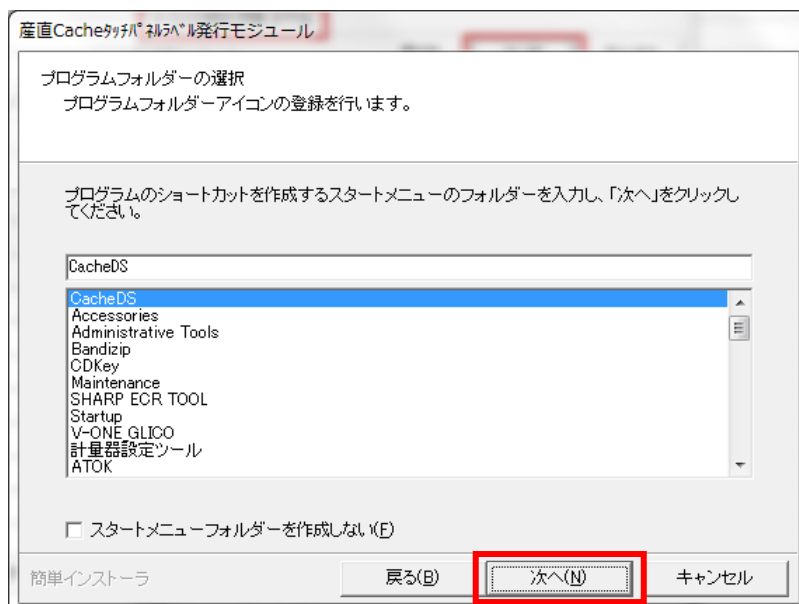 産直Cacheﾀｯﾁﾊﾟﾈﾙﾗﾍﾞﾙ発行モジュール
プログラムフォルダーの選択
プログラムフォルダーアイコンの登録を行います。
プログラムのショートカットを作成するスタートメニューのフォルダーを入力し、「次へ」をクリックし
てください。
CacheDS
CacheDS
Accessories
Administrative Tools
Bandizip
CDKey
Maintenance
SHARP ECR TOOL
Startup
V-ONE GLICO
計量器設定ツール
ATOK
スタートメニューフォルダーを作成しない(F)
簡単インストーラ
戻る(B)
次へ(N)
キャンセル